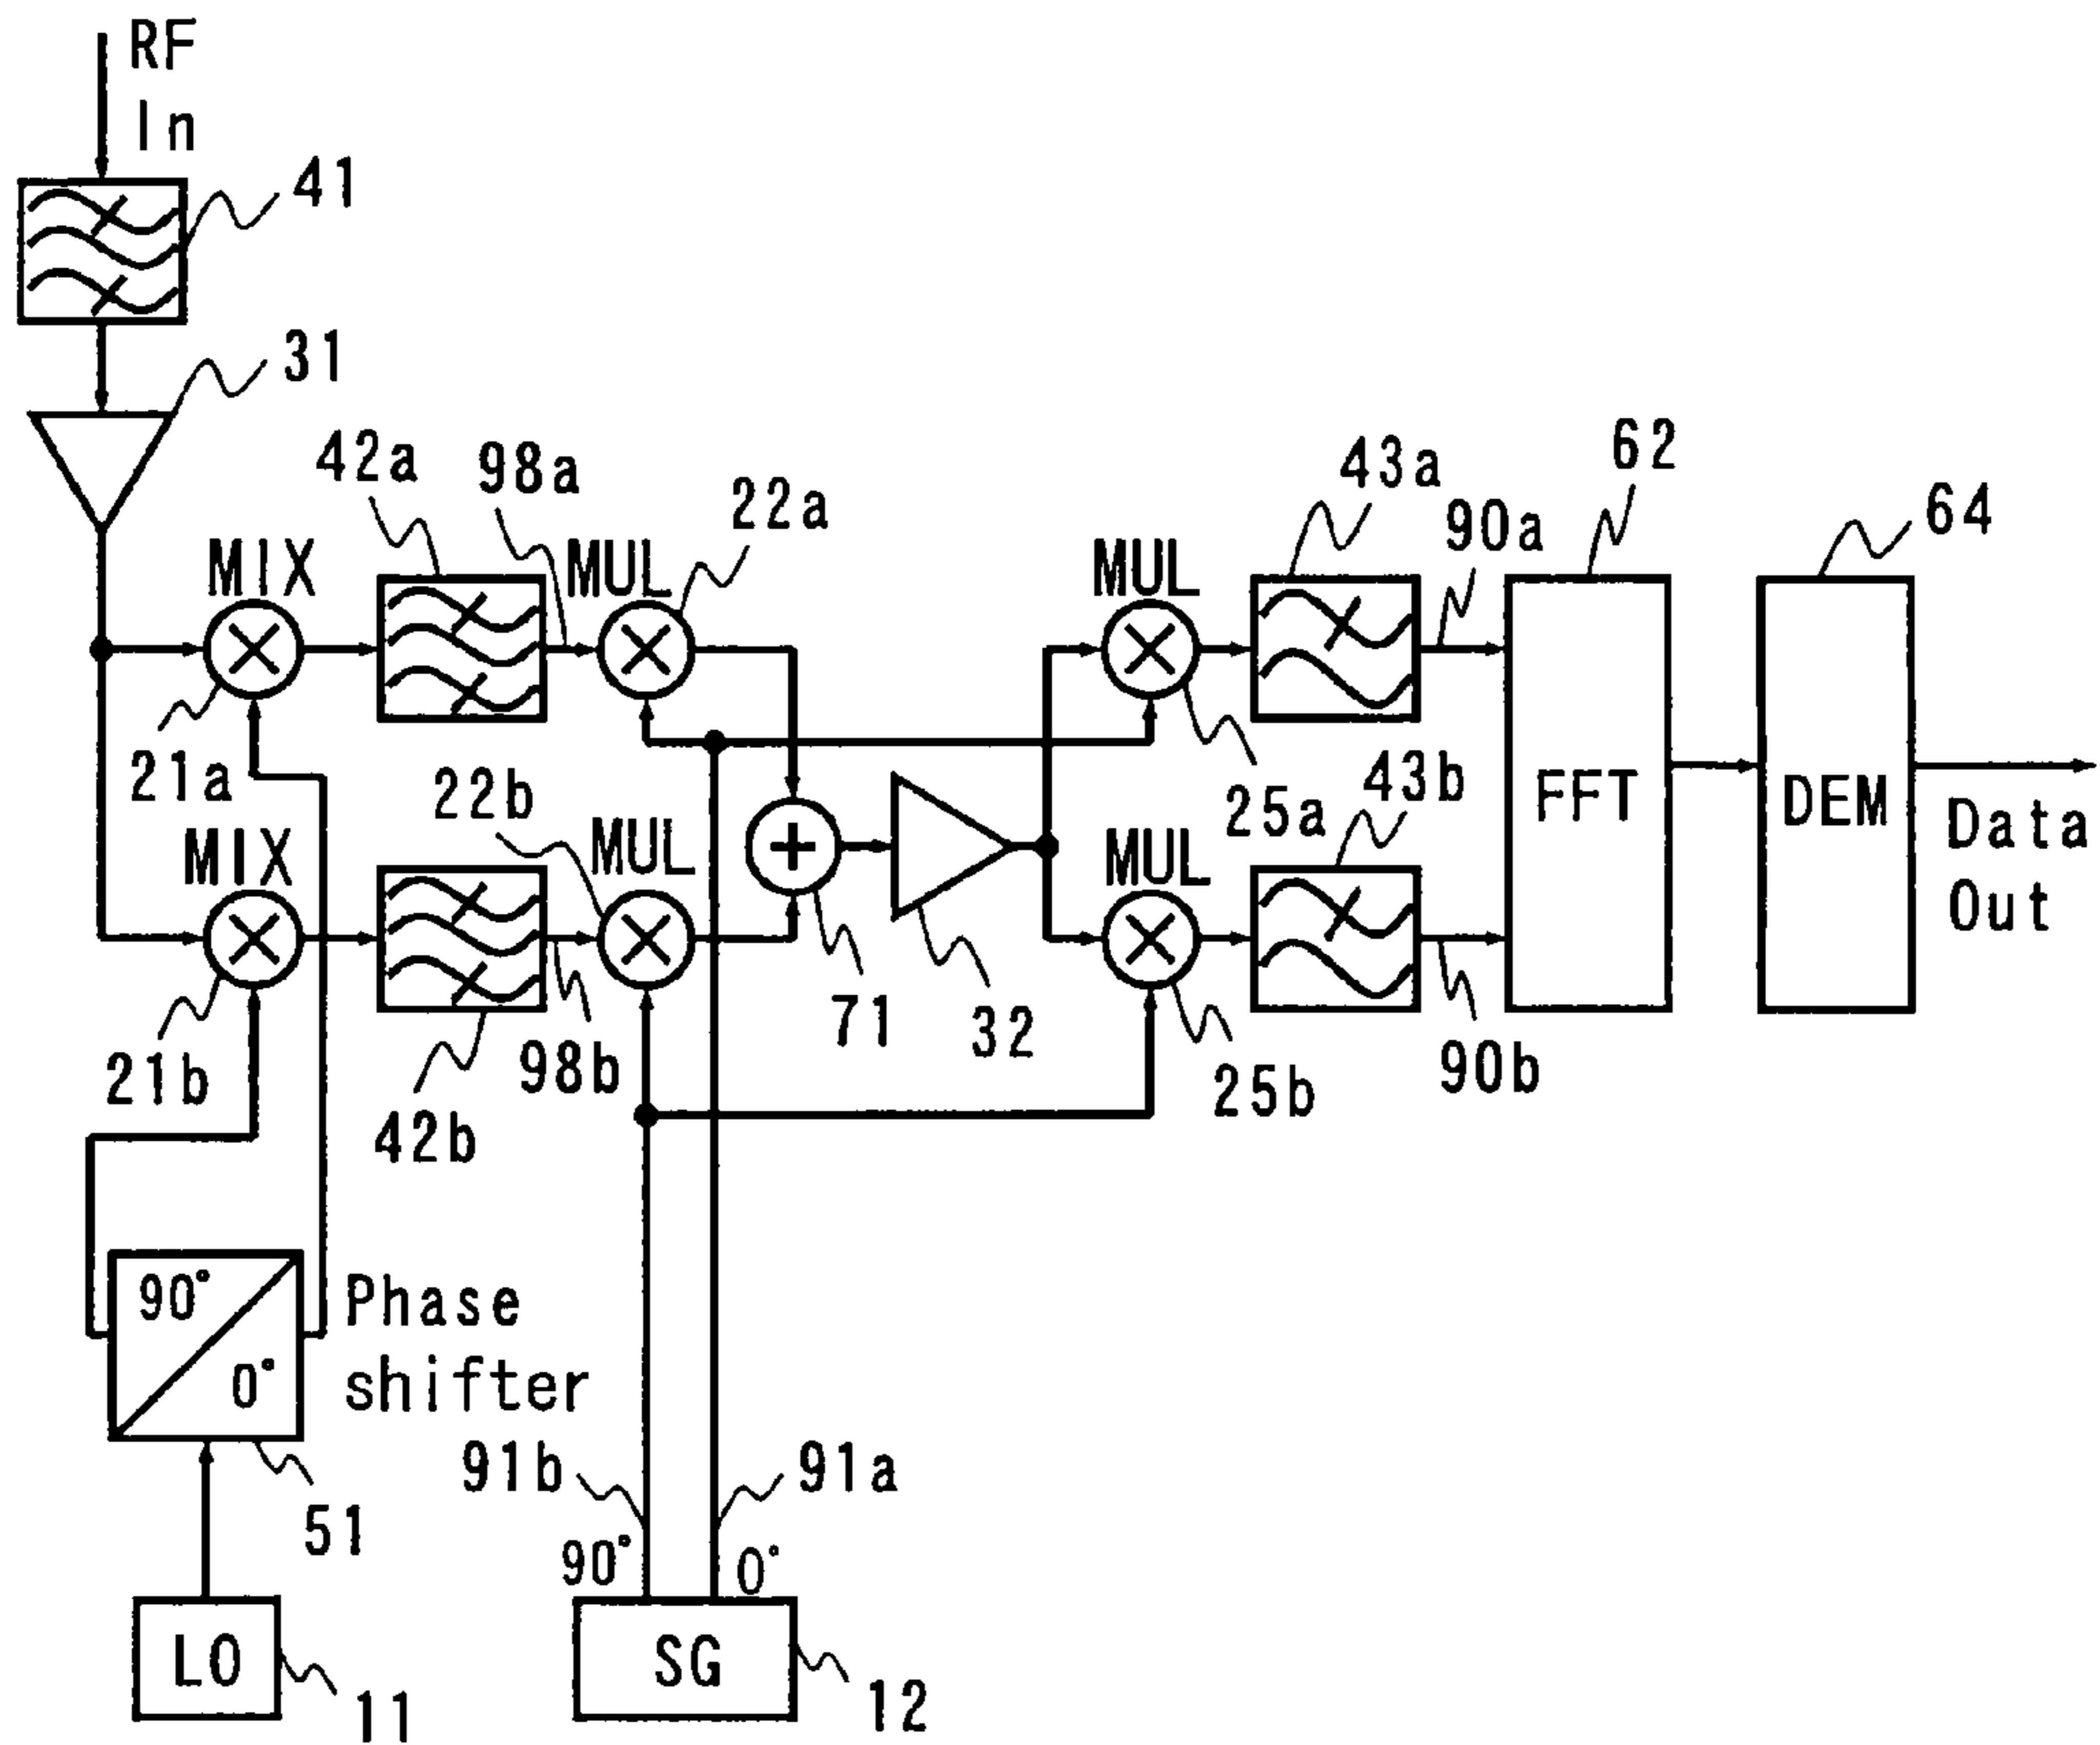 RF
In
41
31
42a
98a
22a
43a
90a
62
64
MIX
MUL
MUL
21a
22b
25a
43b
MIX
MUL
MUL
FFT
DEM
Data
Out
21b
42b
98b
71
32
25b
90b
90°
0°
Phase
shifter
51
91b
91a
90°
0°
LO
11
SG
12